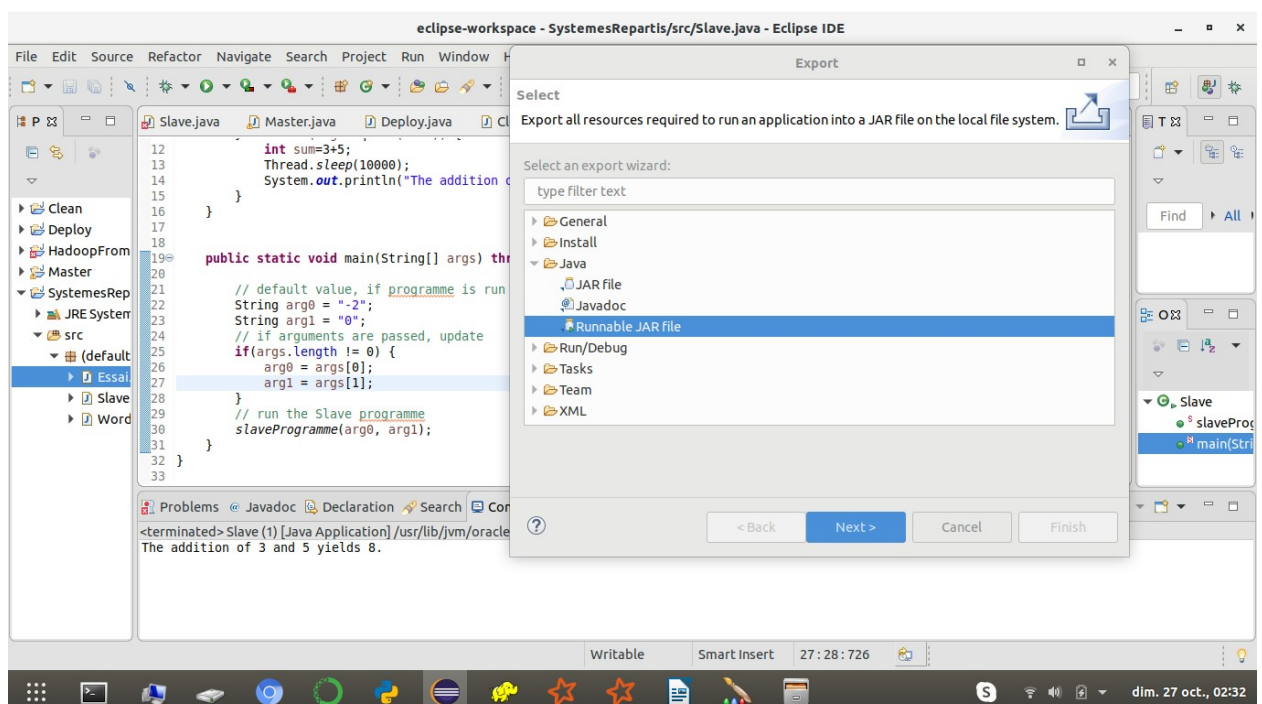 eclipse-workspace - SystemesRepartis/src/Slave.java - Eclipse IDE
File Edit Source Refactor Navigate Search Project Run Window H
Export
Select
Export all resources required to run an application into a JAR file on the local file system.
Select an export wizard:
type filter text
General
Install
Java
JAR file
Javadoc
Runnable JAR file
Run/Debug
Tasks
Team
XML
< Back Next > Cancel Finish
P
Clean
Deploy
HadoopFrom
Master
SystemesRep
JRE System
src
(default
Essai.
Slave
Word
Slave.java Master.java Deploy.java Cl
12 int sum=3+5;
13 Thread.sleep(10000);
14 System.out.println("The addition o
15 }
16 }
17
18
19 public static void main(String[] args) thr
20
21 // default value, if programme is run
22 String arg0 = "-2";
23 String arg1 = "0";
24 // if arguments are passed, update
25 if(args.length != 0) {
26 arg0 = args[0];
27 arg1 = args[1];
28 }
29 // run the Slave programme
30 slaveProgramme(arg0, arg1);
31 }
32 }
33
T
Find All
O
Slave
slaveProg
main(Stri
Problems Javadoc Declaration Search Con
<terminated> Slave (1) [Java Application] /usr/lib/jvm/oracle
The addition of 3 and 5 yields 8.
Writable Smart Insert 27 : 28 : 726
dim. 27 oct., 02:32